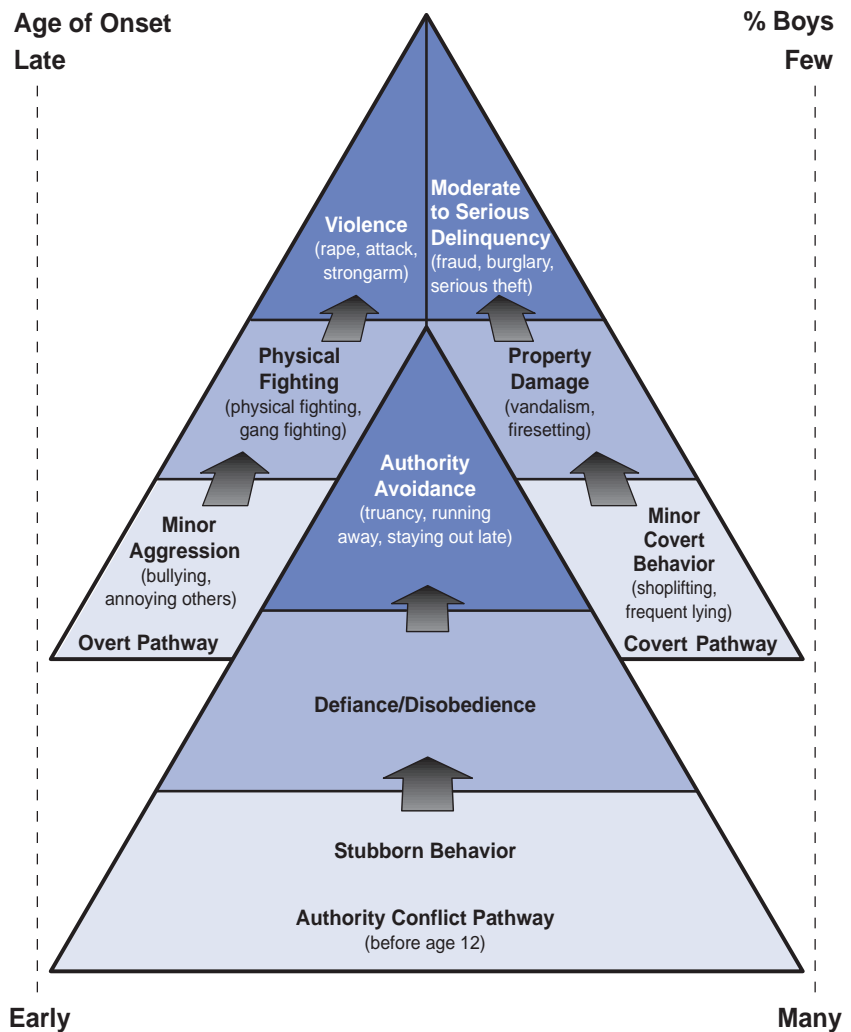 Age of Onset
Late
% Boys
Few
Violence
(rape, attack,
strongarm)
Moderate
to Serious
Delinquency
(fraud, burglary,
serious theft)
Physical
Fighting
(physical fighting,
gang fighting)
Property
Damage
(vandalism,
firesetting)
Authority
Avoidance
(truancy, running
away, staying out late)
Minor
Aggression
(bullying,
annoying others)
Overt Pathway
Minor
Covert
Behavior
(shoplifting,
frequent lying)
Covert Pathway
Defiance/Disobedience
Stubborn Behavior
Authority Conflict Pathway
(before age 12)
Early
Many